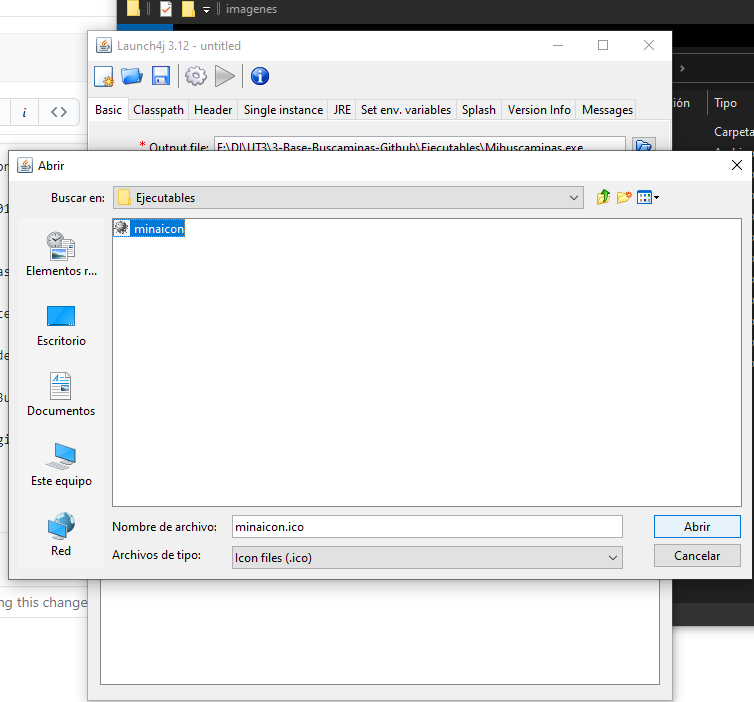 imagenes
Launch4j 3.12 - untitled
Basic Classpath Header Single instance JRE Set env. variables Splash Version Info Messages
ión Tipo
Carpeta
* Output file: F:\DI\UT3\3-Base-Buscaminas-Github\Ejecutables\Mibuscaminas.exe
Abrir
Buscar en: Ejecutables
minaicon
Elementos r...
Escritorio
Documentos
Este equipo
Red
Nombre de archivo: minaicon.ico Abrir
Archivos de tipo: Icon files (.ico) Cancelar
ng this change